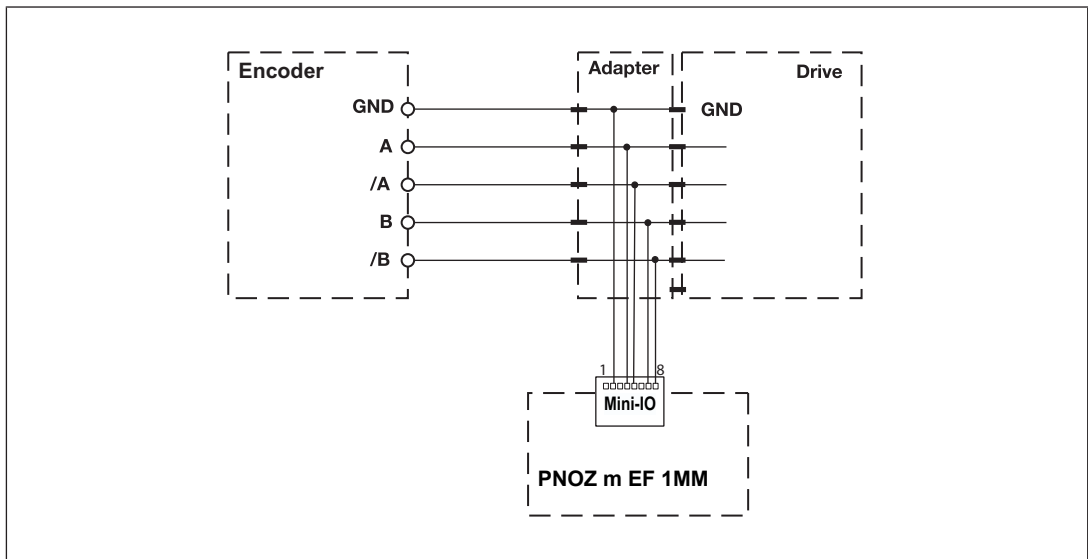 Encoder
Adapter
Drive
GND
GND
A
/A
B
/B
1
8
Mini-IO
PNOZ m EF 1MM